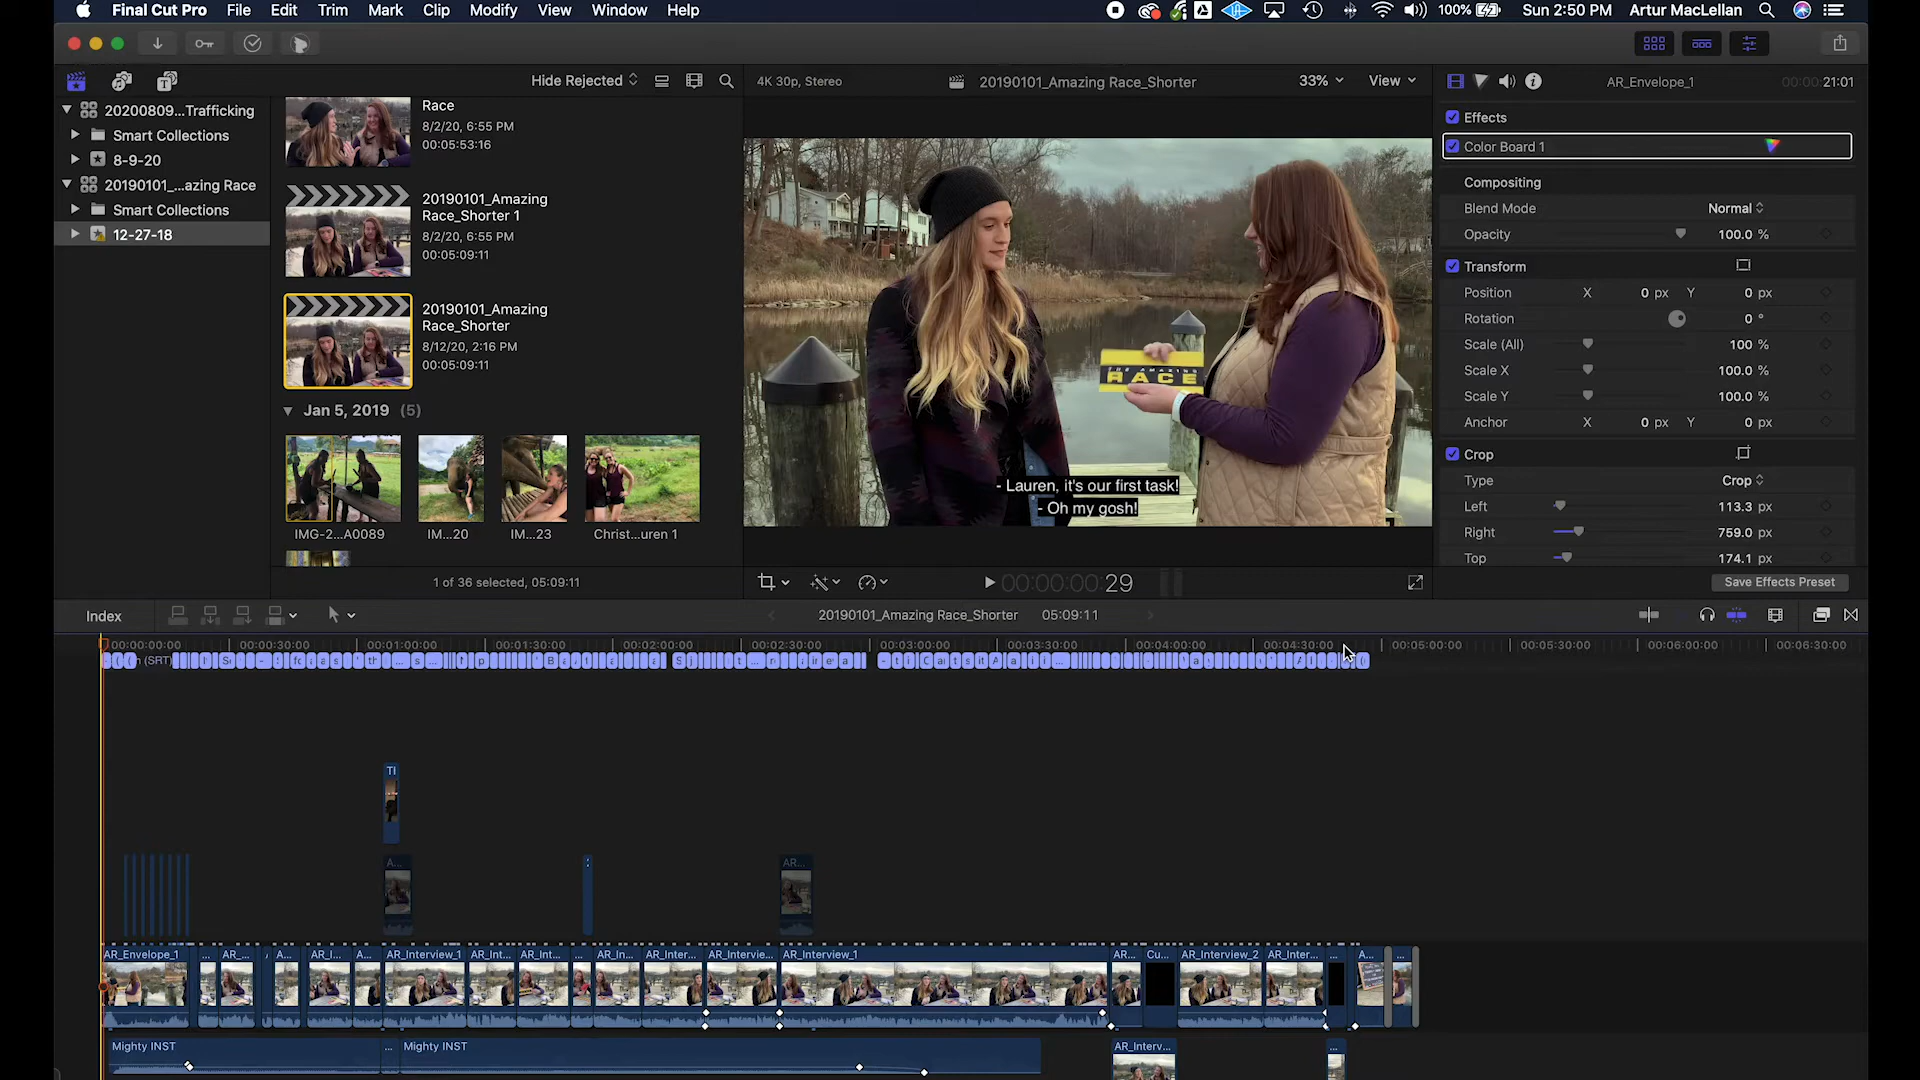 Final Cut Pro File Edit Trim Mark Clip Modify View Window Help 100% Sun 2:50 PM Artur MacLellan
Hide Rejected 4K 30p, Stereo 20190101_Amazing Race_Shorter 33% View AR_Envelope_1 00:00:21:01
20200809...Trafficking
Smart Collections
8-9-20
20190101_...azing Race
Smart Collections
12-27-18
Race
8/2/20, 6:55 PM
00:05:53:16
20190101_Amazing
Race_Shorter 1
8/2/20, 6:55 PM
00:05:09:11
20190101_Amazing
Race_Shorter
8/12/20, 2:16 PM
00:05:09:11
Jan 5, 2019 (5)
IMG-2...A0089 IM...20 IM...23 Christ...uren 1
1 of 36 selected, 05:09:11
THE AMAZING
RACE
- Lauren, it's our first task!
- Oh my gosh!
00:00:00:29
Effects
Color Board 1
Compositing
Blend Mode Normal
Opacity 100.0 %
Transform
Position X 0 px Y 0 px
Rotation 0 °
Scale (All) 100 %
Scale X 100.0 %
Scale Y 100.0 %
Anchor X 0 px Y 0 px
Crop
Type Crop
Left 113.3 px
Right 759.0 px
Top 174.1 px
Save Effects Preset
Index 20190101_Amazing Race_Shorter 05:09:11
00:00:00:00 00:00:30:00 00:01:00:00 00:01:30:00 00:02:00:00 00:02:30:00 00:03:00:00 00:03:30:00 00:04:00:00 00:04:30:00 00:05:00:00 00:05:30:00 00:06:00:00 00:06:30:00
(SRT)
TI
A...
AR...
AR_Envelope_1 ... AR_... A... AR_I... A... AR_Interview_1 AR_Int... AR_Int... ... AR_In... AR_Inter... AR_Intervie... AR_Interview_1 AR... Cu... AR_Interview_2 AR_Inter... ... A... ...
Mighty INST ... Mighty INST AR_Interv... ...